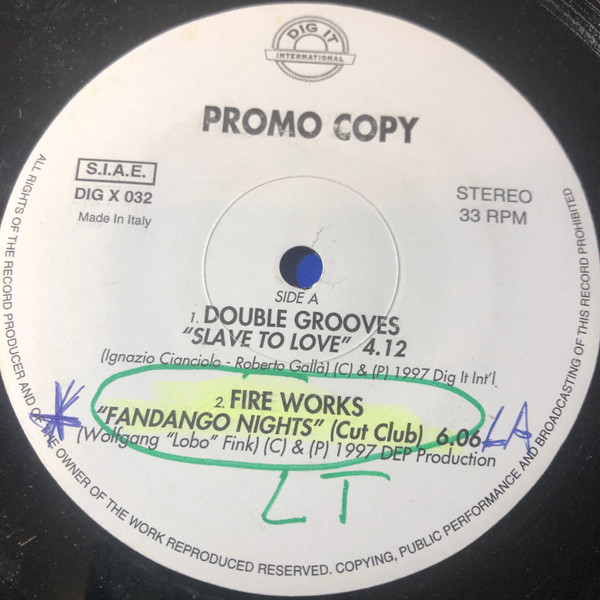 DIG IT
INTERNATIONAL
PROMO COPY
S.I.A.E.
DIG X 032
Made in Italy
STEREO
33 RPM
SIDE A
1. DOUBLE GROOVES
"SLAVE TO LOVE" 4.12
(Ignazio Cianciolo - Roberto Gallà) (C) & (P) 1997 Dig It Int'l
2. FIRE WORKS
"FANDANGO NIGHTS" (Cut Club) 6.06
LA
(Wolfgang "Lobo" Fink) (C) & (P) 1997 DEP Production
LT
ALL RIGHTS OF THE RECORD PRODUCER AND OF THE OWNER OF THE WORK REPRODUCED RESERVED. COPYING, PUBLIC PERFORMANCE AND BROADCASTING OF THIS RECORD PROHIBITED